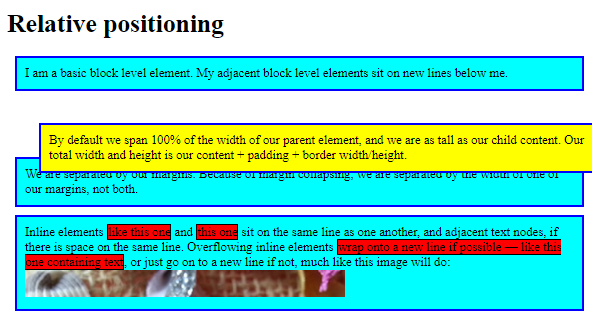 Relative positioning
I am a basic block level element. My adjacent block level elements sit on new lines below me.
By default we span 100% of the width of our parent element, and we are as tall as our child content. Our
total width and height is our content + padding + border width/height.
We are separated by our margins. Because of margin collapsing, we are separated by the width of one of
our margins, not both.
Inline elements like this one and this one sit on the same line as one another, and adjacent text nodes, if
there is space on the same line. Overflowing inline elements wrap onto a new line if possible — like this
one containing text, or just go on to a new line if not, much like this image will do: